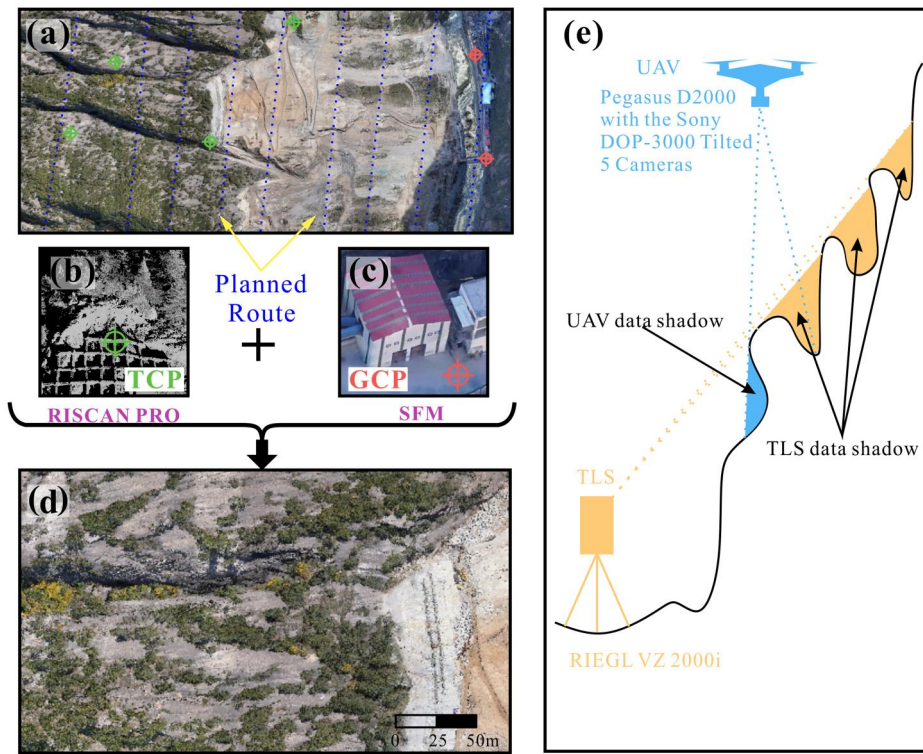 (a)
(b)
TCP
RISCAN PRO
Planned
Route
+
(c)
GCP
SFM
(d)
0 25 50m
(e)
UAV
Pegasus D2000
with the Sony
DOP-3000 Tilted
5 Cameras
UAV data shadow
TLS data shadow
TLS
RIEGL VZ 2000i